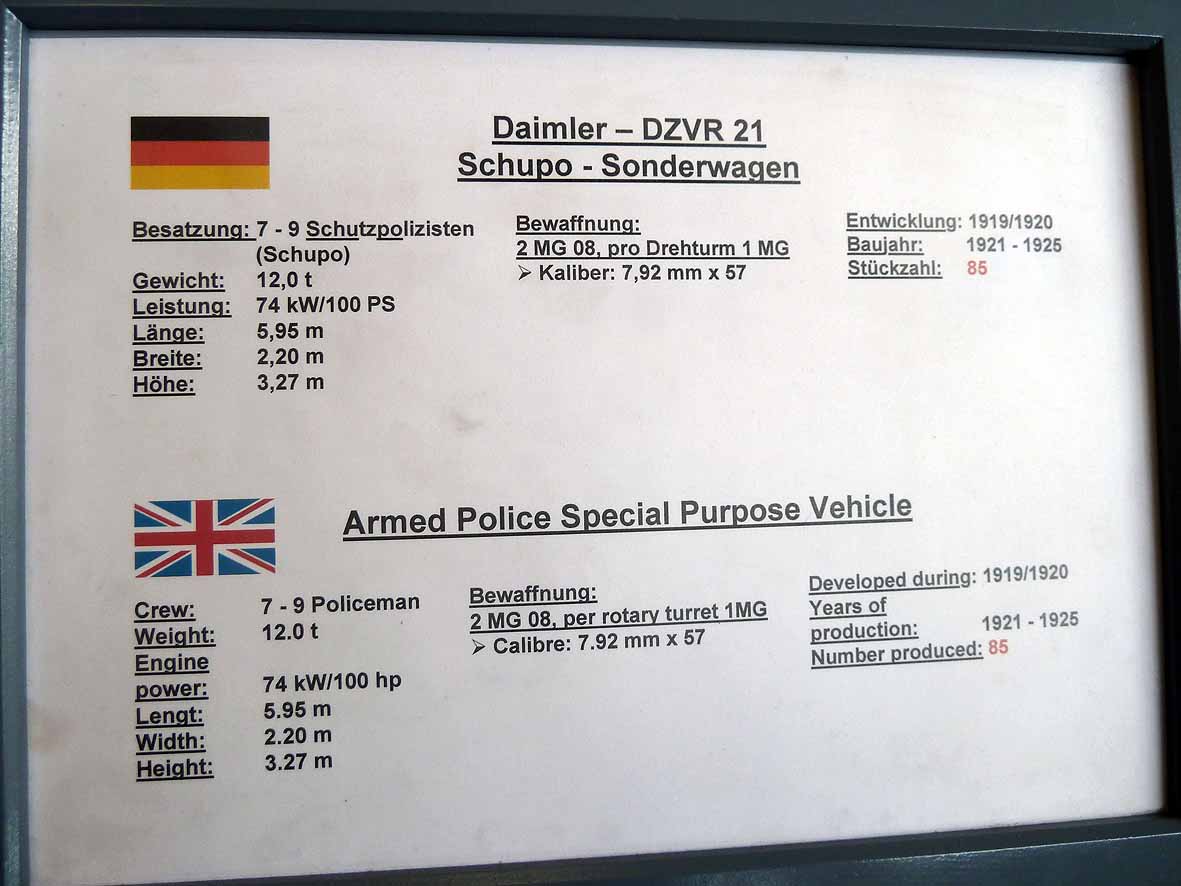 Daimler – DZVR 21
Schupo - Sonderwagen
Besatzung: 7 - 9 Schutzpolizisten
(Schupo)
Gewicht: 12,0 t
Leistung: 74 kW/100 PS
Länge: 5,95 m
Breite: 2,20 m
Höhe: 3,27 m
Bewaffnung:
2 MG 08, pro Drehturm 1 MG
➢ Kaliber: 7,92 mm x 57
Entwicklung: 1919/1920
Baujahr: 1921 - 1925
Stückzahl: 85
Armed Police Special Purpose Vehicle
Crew: 7 - 9 Policeman
Weight: 12.0 t
Engine
power: 74 kW/100 hp
Lengt: 5.95 m
Width: 2.20 m
Height: 3.27 m
Bewaffnung:
2 MG 08, per rotary turret 1MG
➢ Calibre: 7.92 mm x 57
Developed during: 1919/1920
Years of
production: 1921 - 1925
Number produced: 85